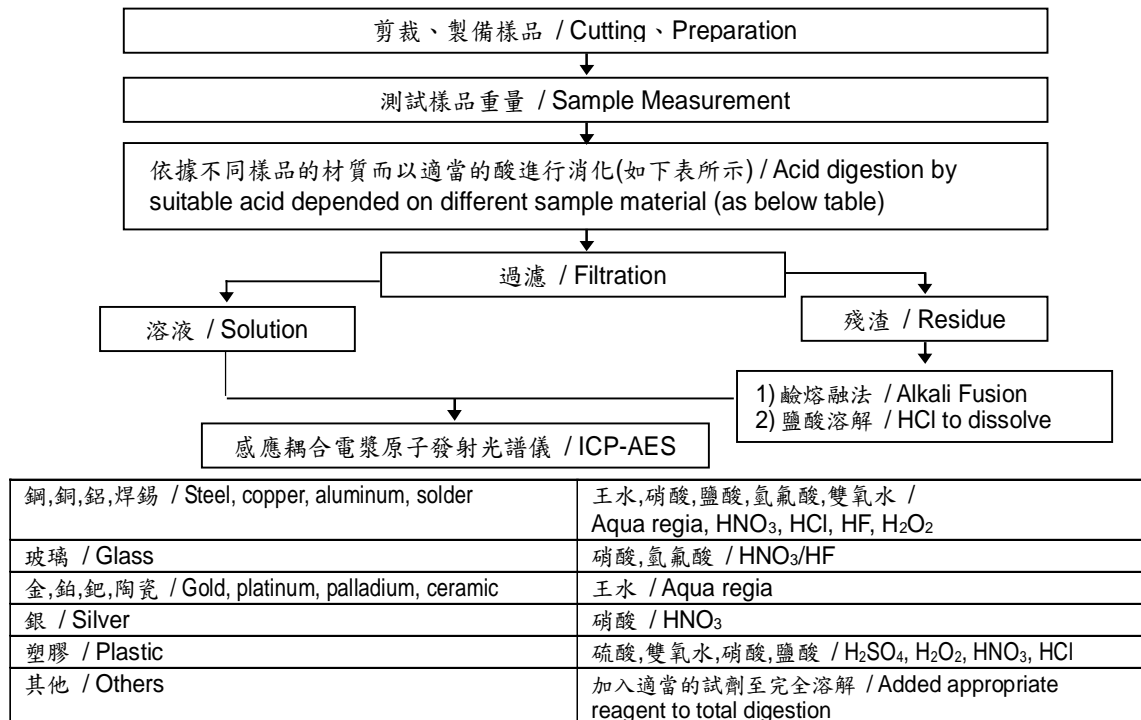 剪裁、製備樣品 / Cutting、Preparation
測試樣品重量 / Sample Measurement
依據不同樣品的材質而以適當的酸進行消化(如下表所示) / Acid digestion by
suitable acid depended on different sample material (as below table)
過濾 / Filtration
溶液 / Solution
殘渣 / Residue
1) 鹼熔融法 / Alkali Fusion
2) 鹽酸溶解 / HCl to dissolve
感應耦合電漿原子發射光譜儀 / ICP-AES
鋼,銅,鋁,焊錫 / Steel, copper, aluminum, solder
王水,硝酸,鹽酸,氫氟酸,雙氧水 /
Aqua regia, HNO₃, HCl, HF, H₂O₂
玻璃 / Glass
硝酸,氫氟酸 / HNO₃/HF
金,鉑,鈀,陶瓷 / Gold, platinum, palladium, ceramic
王水 / Aqua regia
銀 / Silver
硝酸 / HNO₃
塑膠 / Plastic
硫酸,雙氧水,硝酸,鹽酸 / H₂SO₄, H₂O₂, HNO₃, HCl
其他 / Others
加入適當的試劑至完全溶解 / Added appropriate
reagent to total digestion